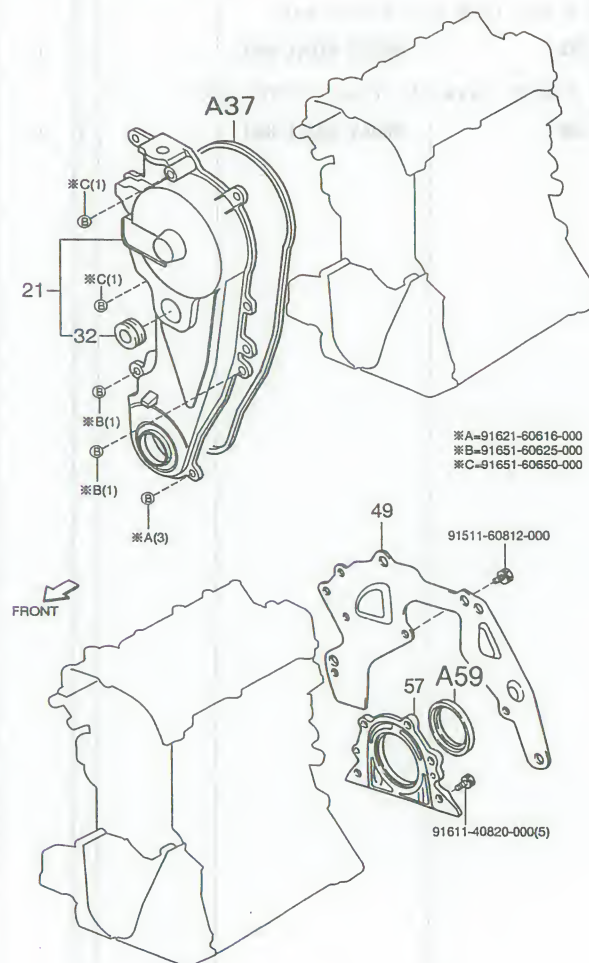 A37
※C(1)
B
21
※C(1)
B
32
B
※B(1)
B
※B(1)
B
※A(3)
※A=91621-60616-000
※B=91651-60625-000
※C=91651-60650-000
49
91511-60812-000
FRONT
57
A59
91611-40820-000(5)